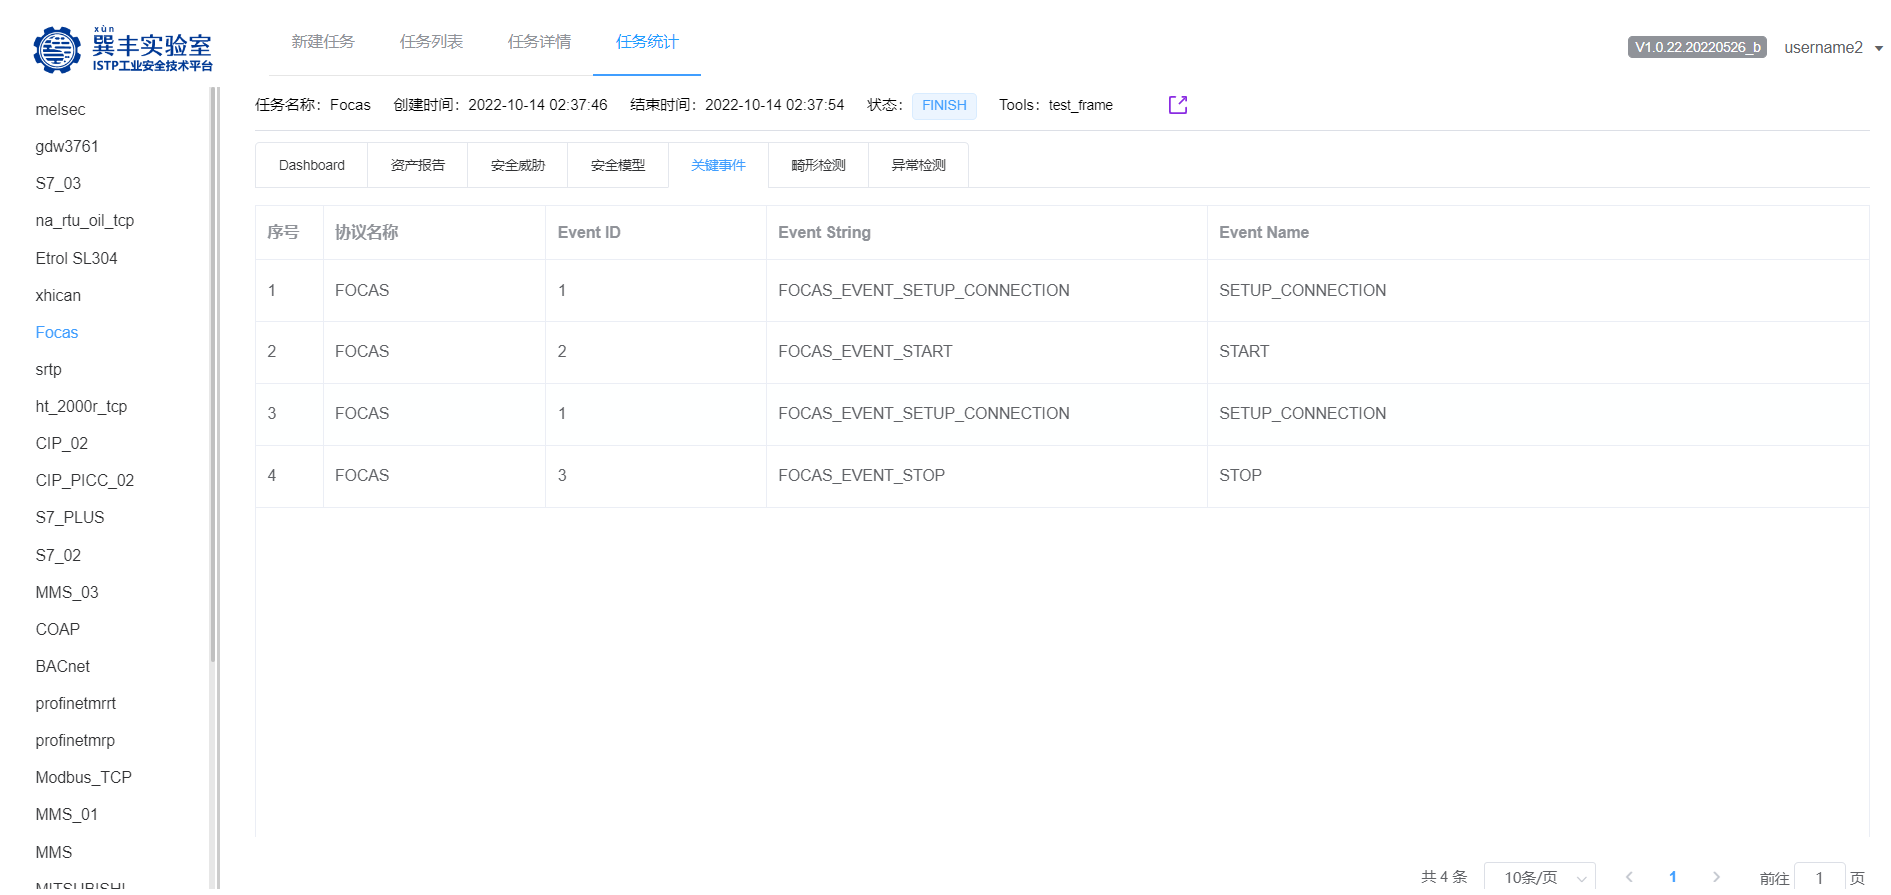 xùn
巽丰实验室
ISTP工业安全技术平台
新建任务 任务列表 任务详情 任务统计
V1.0.22.20220526_b username2
任务名称：Focas 创建时间：2022-10-14 02:37:46 结束时间：2022-10-14 02:37:54 状态：FINISH Tools：test_frame
Dashboard 资产报告 安全威胁 安全模型 关键事件 畸形检测 异常检测
melsec
gdw3761
S7_03
na_rtu_oil_tcp
Etrol SL304
xhican
Focas
srtp
ht_2000r_tcp
CIP_02
CIP_PICC_02
S7_PLUS
S7_02
MMS_03
COAP
BACnet
profinetmrrt
profinetmrp
Modbus_TCP
MMS_01
MMS
MITSUBISHI
序号 协议名称 Event ID Event String Event Name
1 FOCAS 1 FOCAS_EVENT_SETUP_CONNECTION SETUP_CONNECTION
2 FOCAS 2 FOCAS_EVENT_START START
3 FOCAS 1 FOCAS_EVENT_SETUP_CONNECTION SETUP_CONNECTION
4 FOCAS 3 FOCAS_EVENT_STOP STOP
共 4 条 10条/页 1 前往 1 页